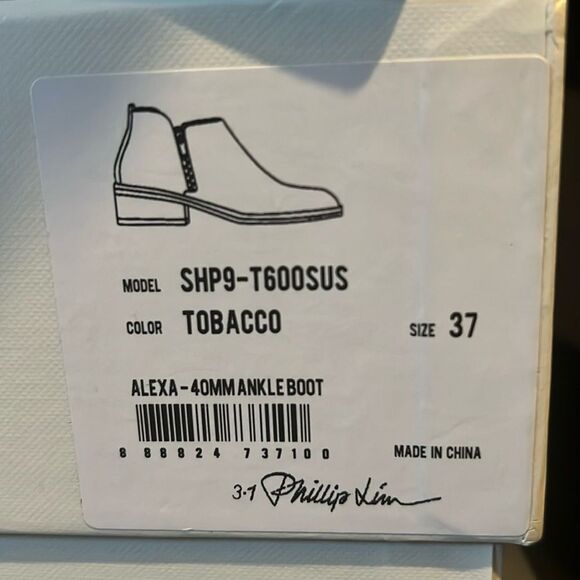 MODEL SHP9-T600SUS
COLOR TOBACCO SIZE 37
ALEXA-40MM ANKLE BOOT
8 88824 737100
MADE IN CHINA
3.1 Phillip Lim